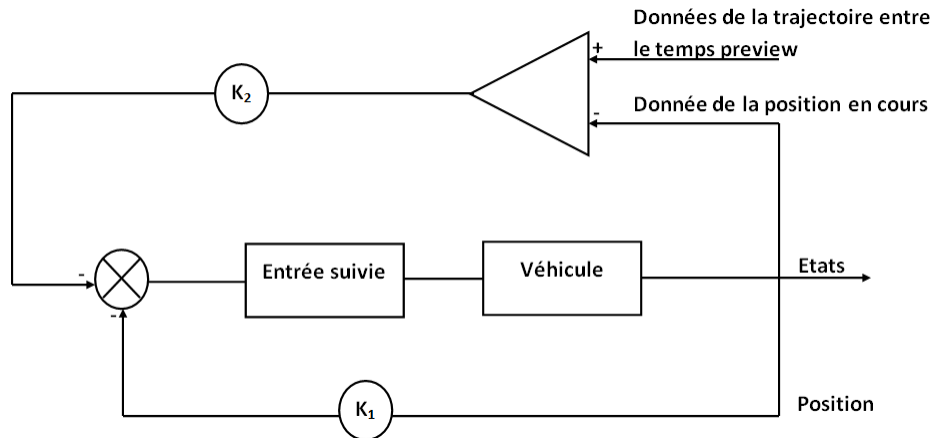 Données de la trajectoire entre
+ le temps preview
K₂
- Donnée de la position en cours
-
Entrée suivie
Véhicule
Etats
-
K₁
Position